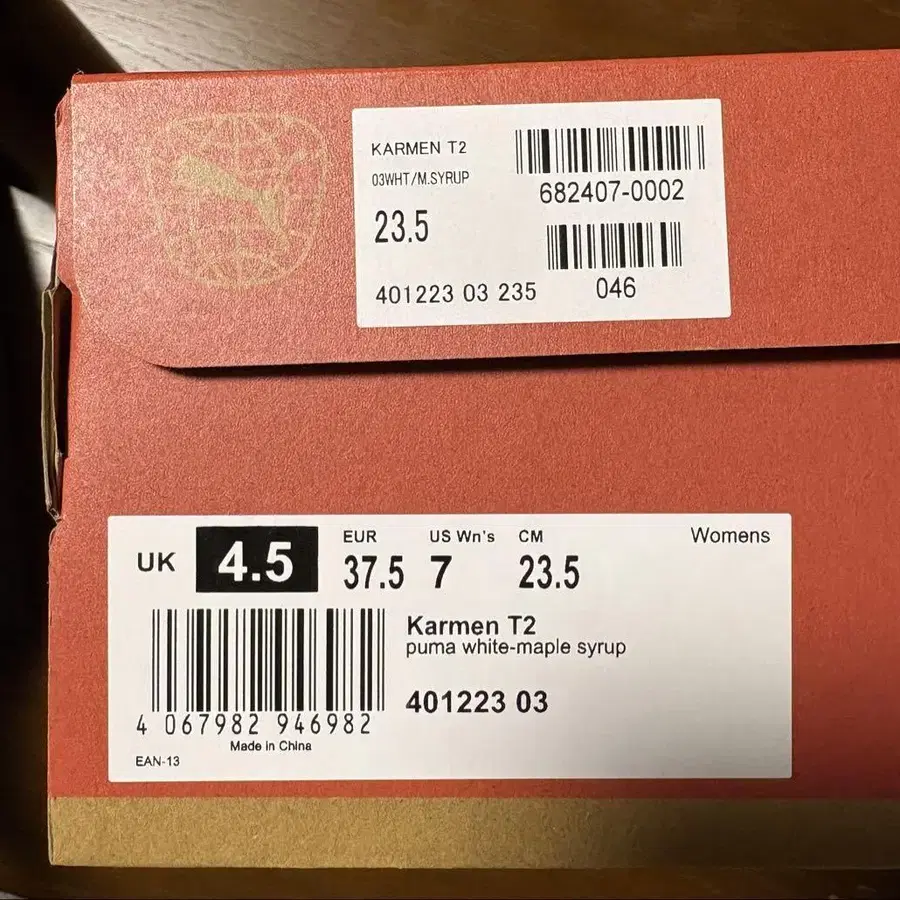 KARMEN T2
03WHT/M.SYRUP
682407-0002
23.5
401223 03 235
046
UK 4.5
EUR US Wn's CM
37.5 7 23.5
Womens
Karmen T2
puma white-maple syrup
401223 03
4 067982 946982
Made in China
EAN-13